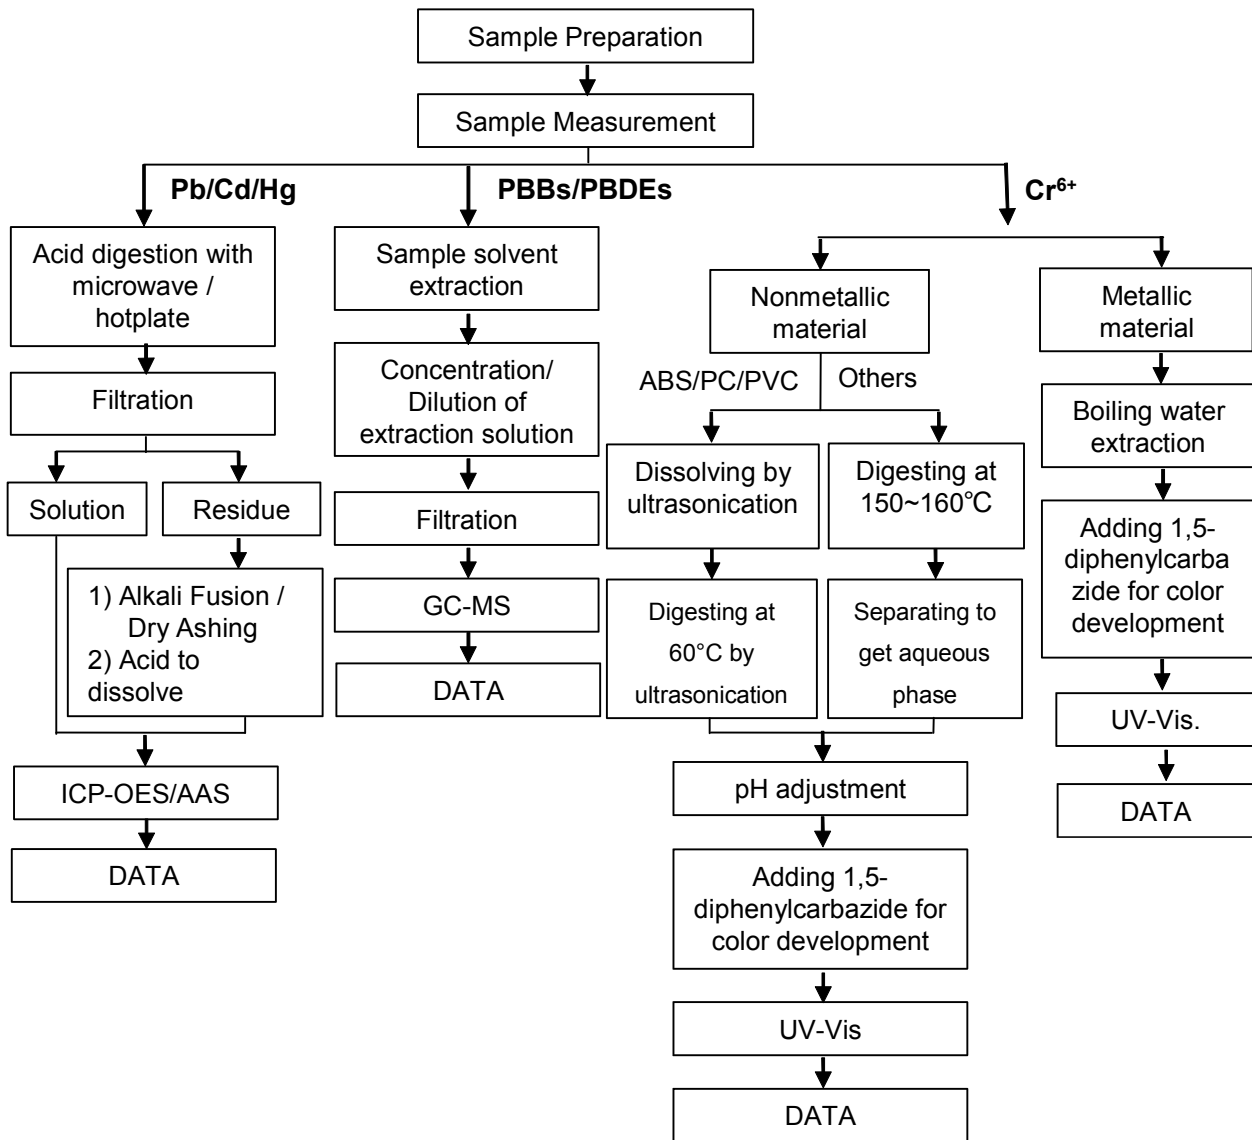 Sample Preparation
Sample Measurement
Pb/Cd/Hg
PBBs/PBDEs
Cr⁶⁺
Acid digestion with
microwave /
hotplate
Filtration
Solution
Residue
1) Alkali Fusion /
Dry Ashing
2) Acid to
dissolve
ICP-OES/AAS
DATA
Sample solvent
extraction
Concentration/
Dilution of
extraction solution
Filtration
GC-MS
DATA
Nonmetallic
material
ABS/PC/PVC
Others
Dissolving by
ultrasonication
Digesting at
60°C by
ultrasonication
Digesting at
150~160℃
Separating to
get aqueous
phase
pH adjustment
Adding 1,5-
diphenylcarbazide for
color development
UV-Vis
DATA
Metallic
material
Boiling water
extraction
Adding 1,5-
diphenylcarba
zide for color
development
UV-Vis.
DATA